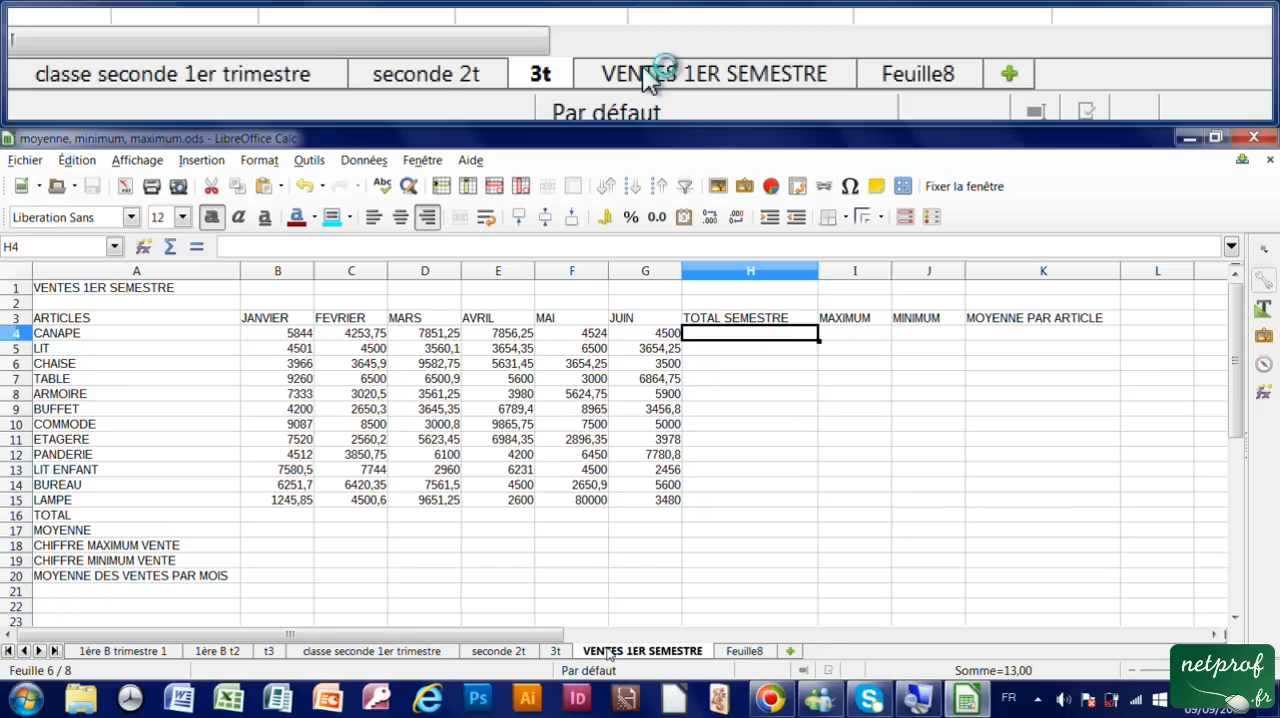 classe seconde 1er trimestre seconde 2t 3t VENTES 1ER SEMESTRE Feuille8
Par défaut
moyenne, minimum, maximum.ods - LibreOffice Calc
Fichier Édition Affichage Insertion Format Outils Données Fenêtre Aide
Fixer la fenêtre
Liberation Sans 12
H4
A B C D E F G H I J K L
1 VENTES 1ER SEMESTRE
2
3 ARTICLES JANVIER FEVRIER MARS AVRIL MAI JUIN TOTAL SEMESTRE MAXIMUM MINIMUM MOYENNE PAR ARTICLE
4 CANAPE 5844 4253,75 7851,25 7856,25 4524 4500
5 LIT 4501 4500 3560,1 3654,35 6500 3654,25
6 CHAISE 3966 3645,9 9582,75 5631,45 3654,25 3500
7 TABLE 9260 6500 6500,9 5600 3000 6864,75
8 ARMOIRE 7333 3020,5 3561,25 3980 5624,75 5900
9 BUFFET 4200 2650,3 3645,35 6789,4 8965 3456,8
10 COMMODE 9087 8500 3000,8 9865,75 7500 5000
11 ETAGERE 7520 2560,2 5623,45 6984,35 2896,35 3978
12 PANDERIE 4512 3850,75 6100 4200 6450 7780,8
13 LIT ENFANT 7580,5 7744 2960 6231 4500 2456
14 BUREAU 6251,7 6420,35 7561,5 4500 2650,9 5600
15 LAMPE 1245,85 4500,6 9651,25 2600 80000 3480
16 TOTAL
17 MOYENNE
18 CHIFFRE MAXIMUM VENTE
19 CHIFFRE MINIMUM VENTE
20 MOYENNE DES VENTES PAR MOIS
21
22
23
1ère B trimestre 1 1ère B t2 t3 classe seconde 1er trimestre seconde 2t 3t VENTES 1ER SEMESTRE Feuille8
Feuille 6 / 8 Par défaut Somme=13,00
FR
netprof
.fr